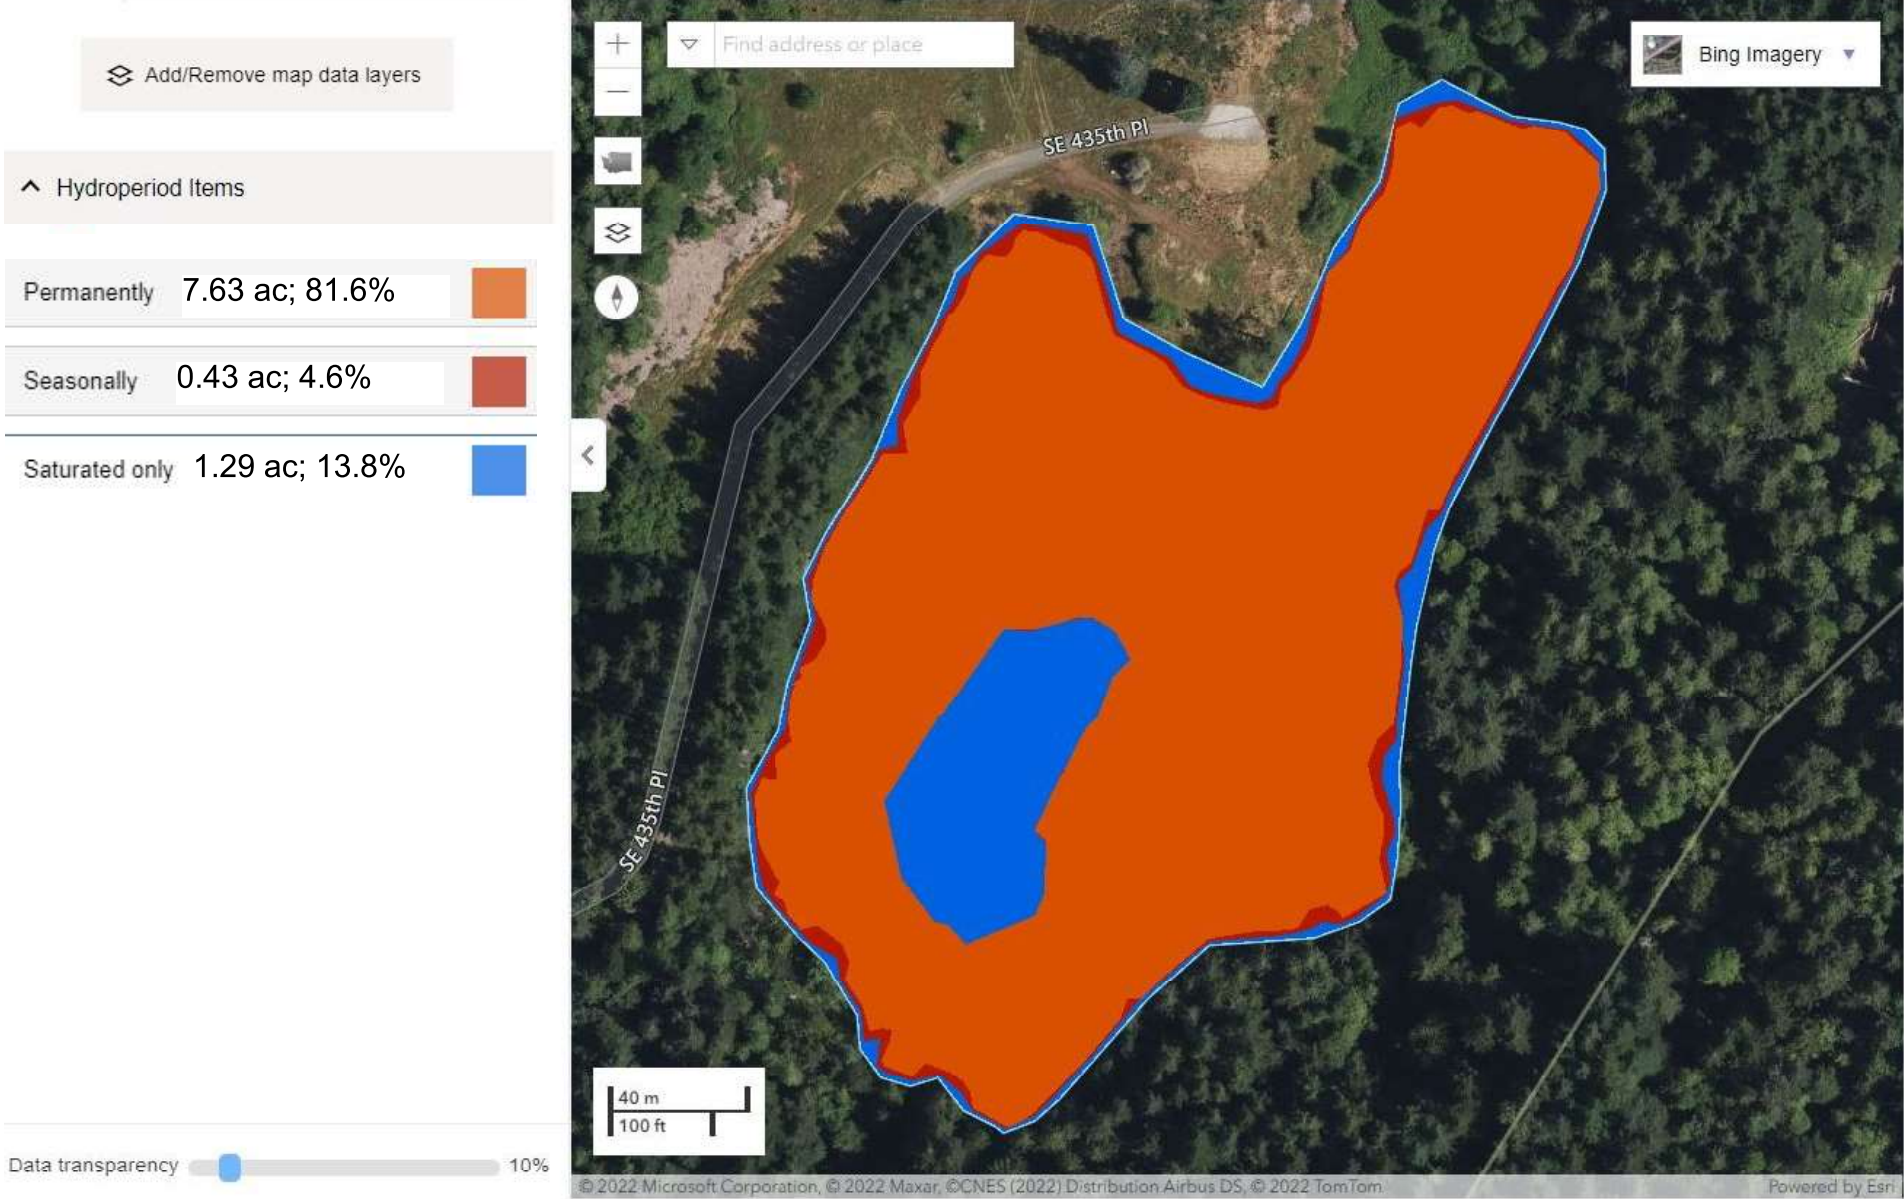 Add/Remove map data layers
Hydroperiod Items
Permanently 7.63 ac; 81.6%
Seasonally 0.43 ac; 4.6%
Saturated only 1.29 ac; 13.8%
Data transparency 10%
Find address or place
Bing Imagery
SE 435th Pl
SE 435th Pl
40 m
100 ft
© 2022 Microsoft Corporation, © 2022 Maxar, ©CNES (2022) Distribution Airbus DS, © 2022 TomTom
Powered by Esri